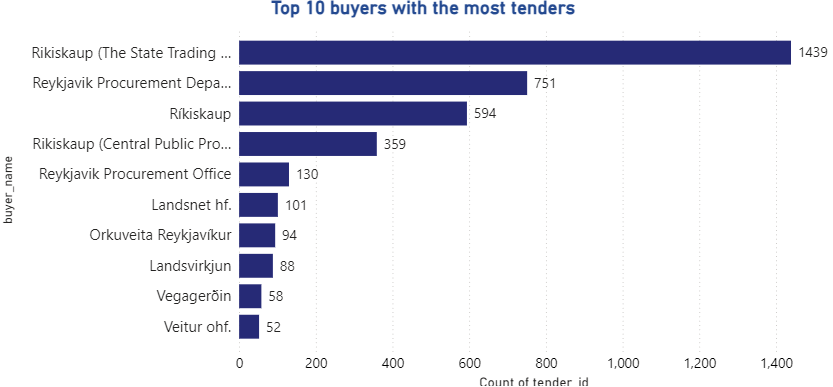 Top 10 buyers with the most tenders
Rikiskaup (The State Trading ... 1439
Reykjavik Procurement Depa... 751
Ríkiskaup 594
Rikiskaup (Central Public Pro... 359
Reykjavik Procurement Office 130
Landsnet hf. 101
Orkuveita Reykjavíkur 94
Landsvirkjun 88
Vegagerðin 58
Veitur ohf. 52
buyer_name
0 200 400 600 800 1,000 1,200 1,400
Count of tender_id